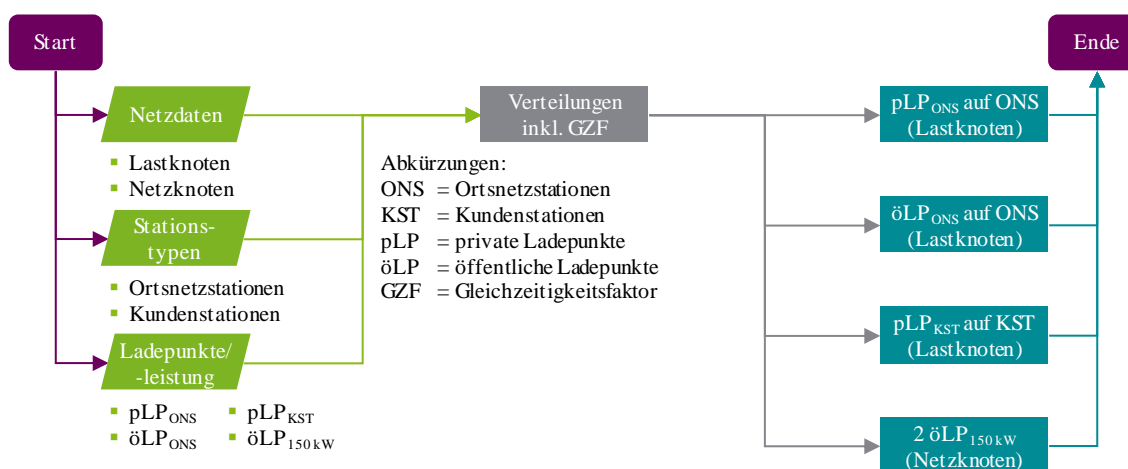 Start
Netzdaten
▪ Lastknoten
▪ Netzknoten
Stations-
typen
▪ Ortsnetzstationen
▪ Kundenstationen
Ladepunkte/
-leistung
▪ pLP_ONS ▪ pLP_KST
▪ öLP_ONS ▪ öLP_150 kW
Verteilungen
inkl. GZF
Abkürzungen:
ONS = Ortsnetzstationen
KST = Kundenstationen
pLP = private Ladepunkte
öLP = öffentliche Ladepunkte
GZF = Gleichzeitigkeitsfaktor
Ende
pLP_ONS auf ONS
(Lastknoten)
öLP_ONS auf ONS
(Lastknoten)
pLP_KST auf KST
(Lastknoten)
2 öLP_150 kW
(Netzknoten)